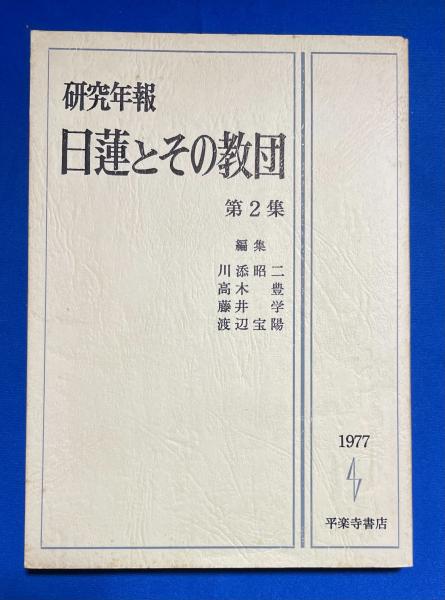 研究年報
日蓮とその教団
第2集
編集
川添昭二
高木 豊
藤井 学
渡辺宝陽
1977
平楽寺書店